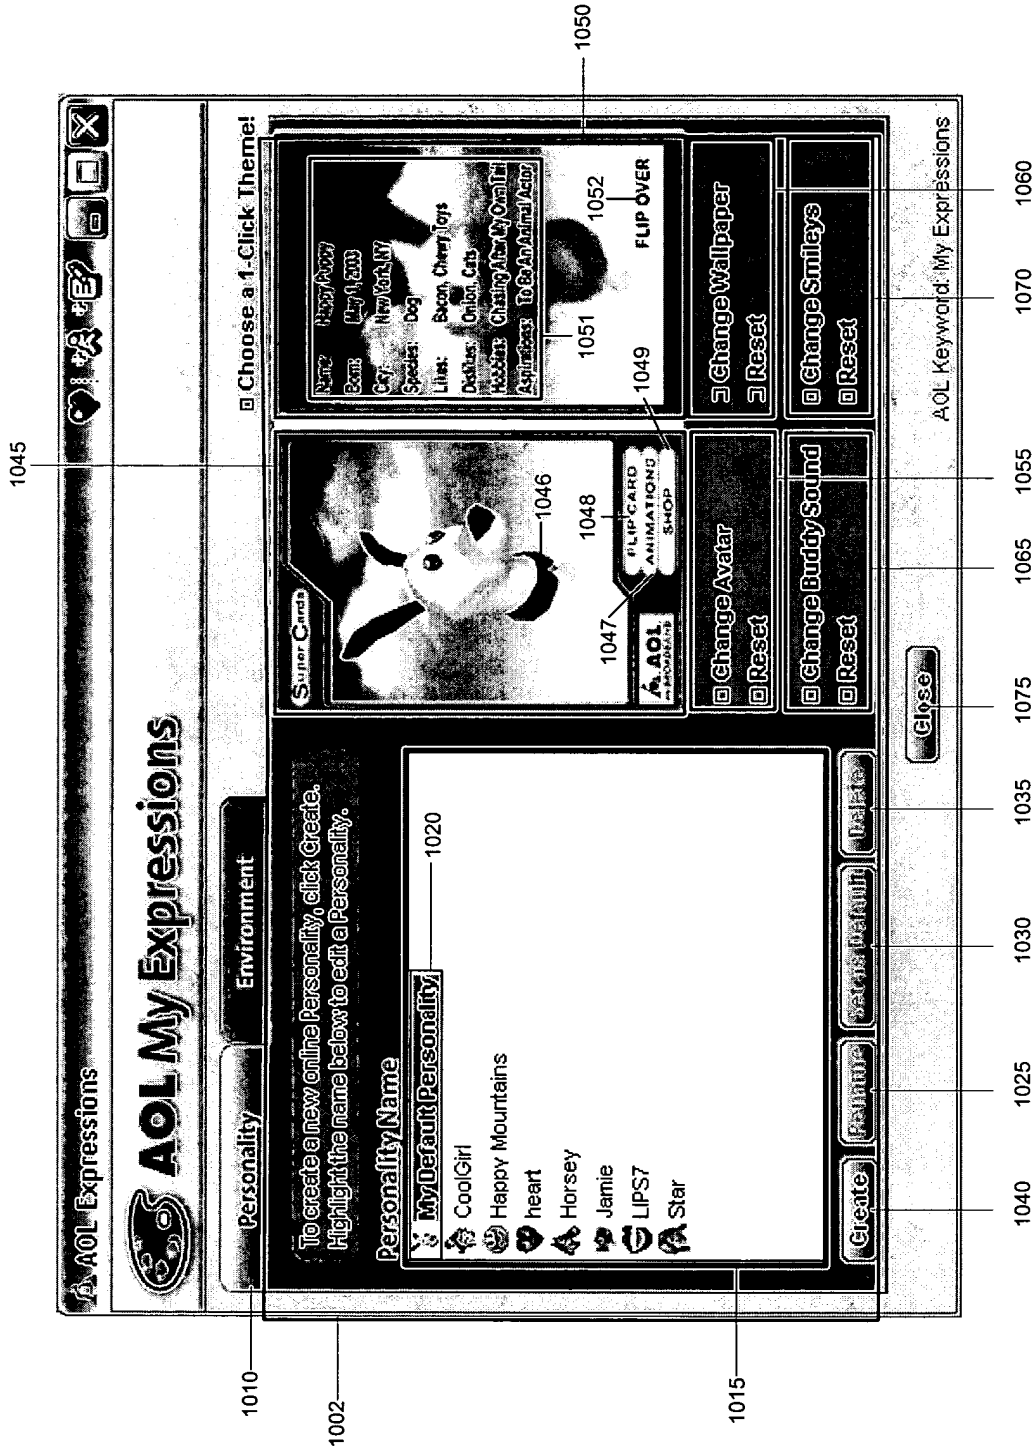 AOL Expressions
AOL My Expressions
Personality
Environment
Choose a 1-Click Theme!
To create a new online Personality, click Create.
Highlight the name below to edit a Personality.
Personality Name
My Default Personality
CoolGirl
Happy Mountains
heart
Horsey
Jamie
LIPS7
Star
Create
Rename
Set as Default
Delete
Super Cards
AOL
BROADBAND
FLIP CARD
ANIMATIONS
SHOP
Name: Happy Puppy
Born: May 1, 2003
City: New York, NY
Species: Dog
Likes: Bacon, Chewy Toys
Dislikes: Onion, Cats
Hobbies: Chasing After My Own Tail
Aspirations: To Be An Animal Actor
FLIP OVER
Change Avatar
Reset
Change Wallpaper
Reset
Change Buddy Sound
Reset
Change Smileys
Reset
Close
AOL Keyword: My Expressions
1010
1002
1015
1020
1040
1025
1030
1035
1075
1065
1055
1070
1060
1045
1046
1047
1048
1049
1050
1051
1052